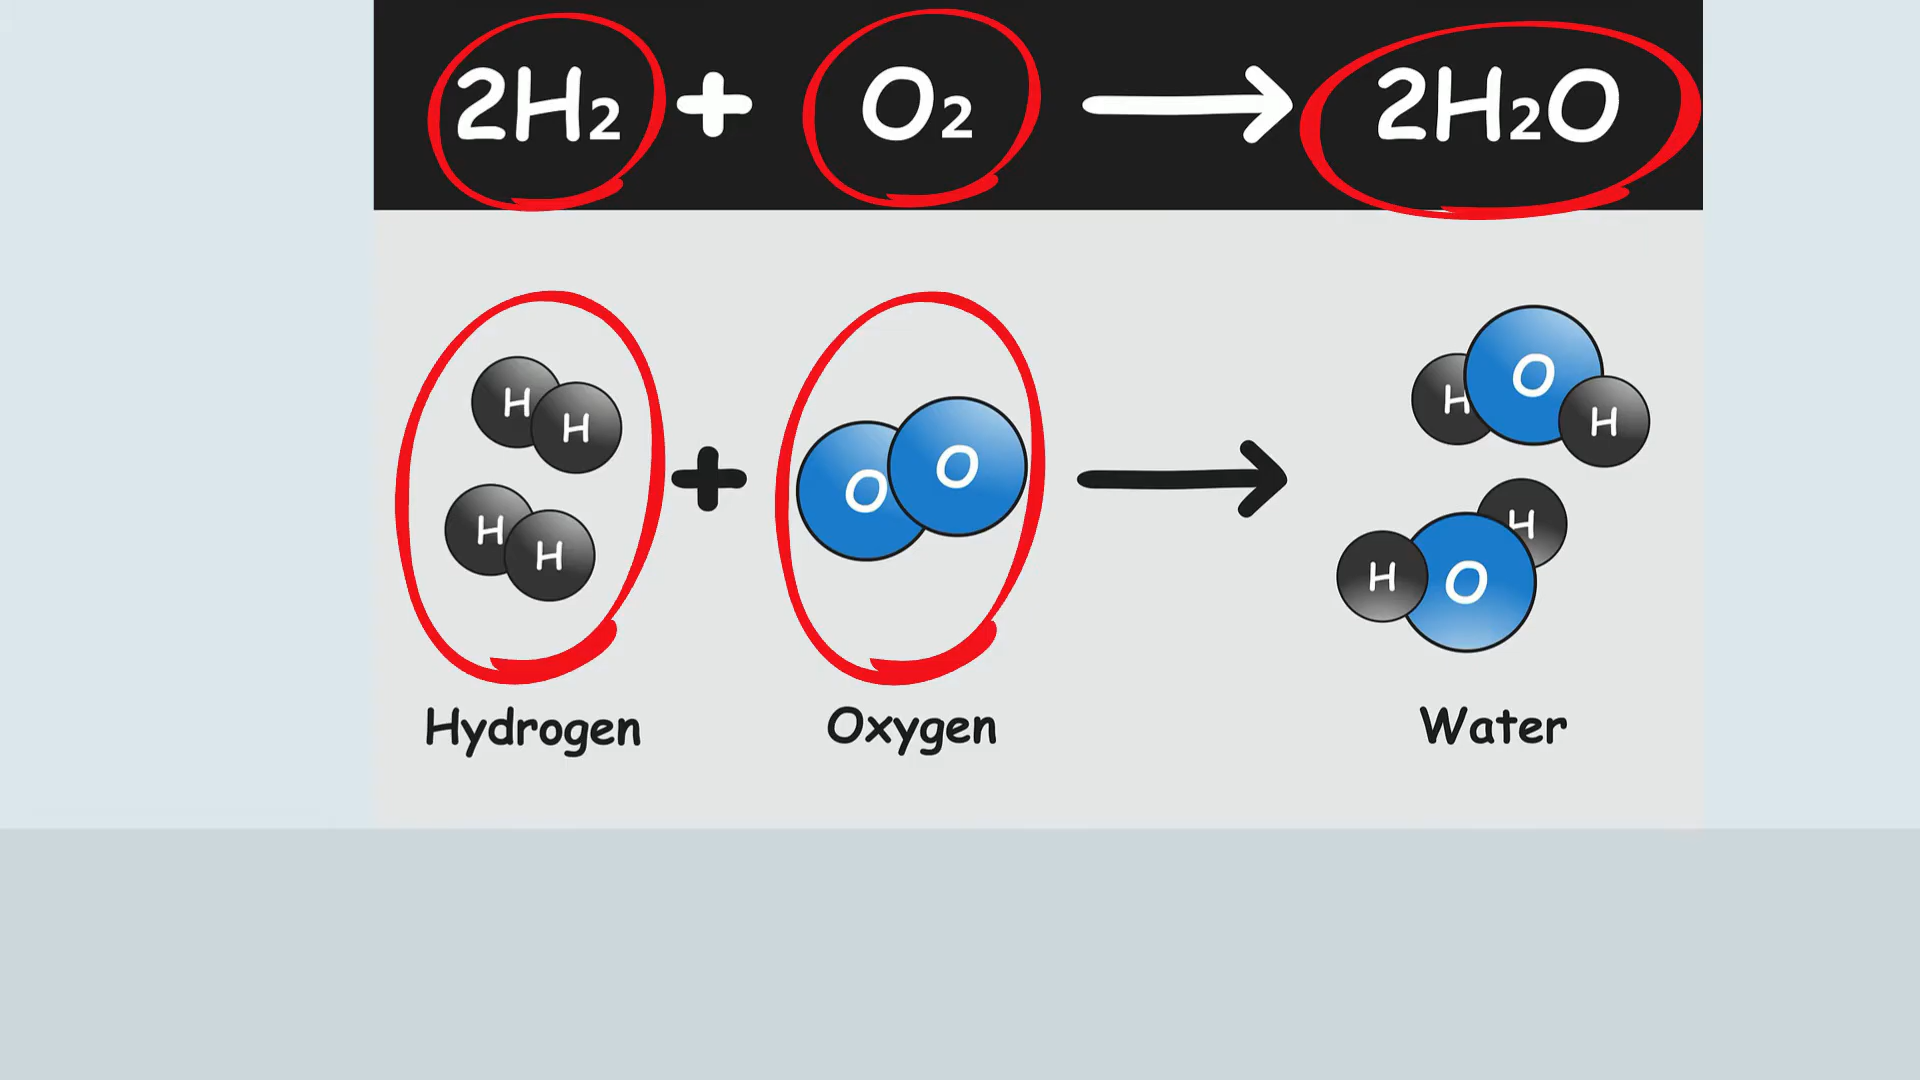 2H₂ + O₂ → 2H₂O
H O
H O O H
H H
H O
H
Hydrogen Oxygen Water